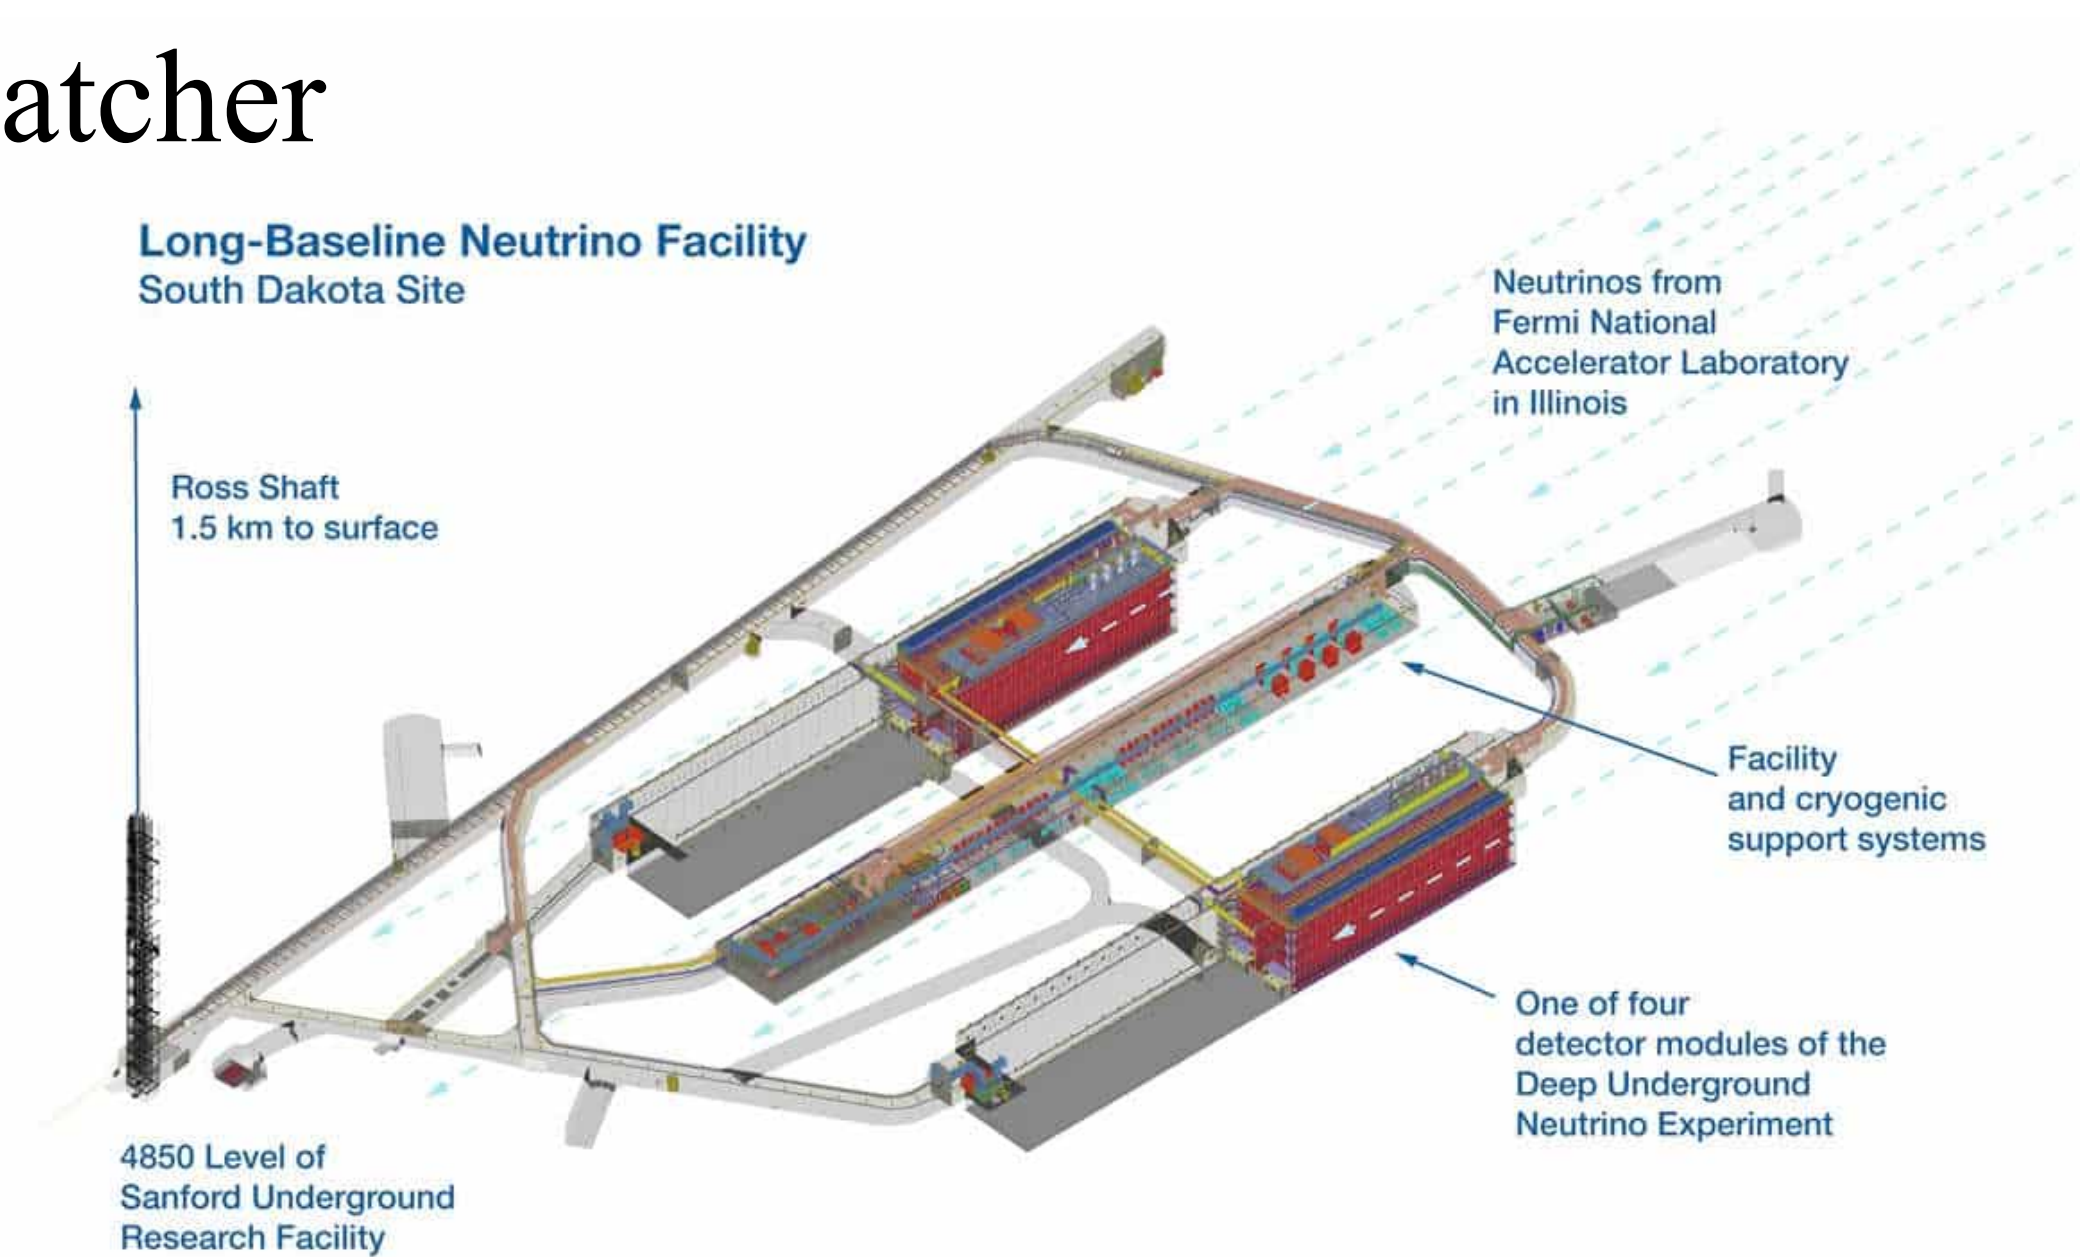 atcher
Long-Baseline Neutrino Facility
South Dakota Site
Neutrinos from
Fermi National
Accelerator Laboratory
in Illinois
Ross Shaft
1.5 km to surface
Facility
and cryogenic
support systems
One of four
detector modules of the
Deep Underground
Neutrino Experiment
4850 Level of
Sanford Underground
Research Facility